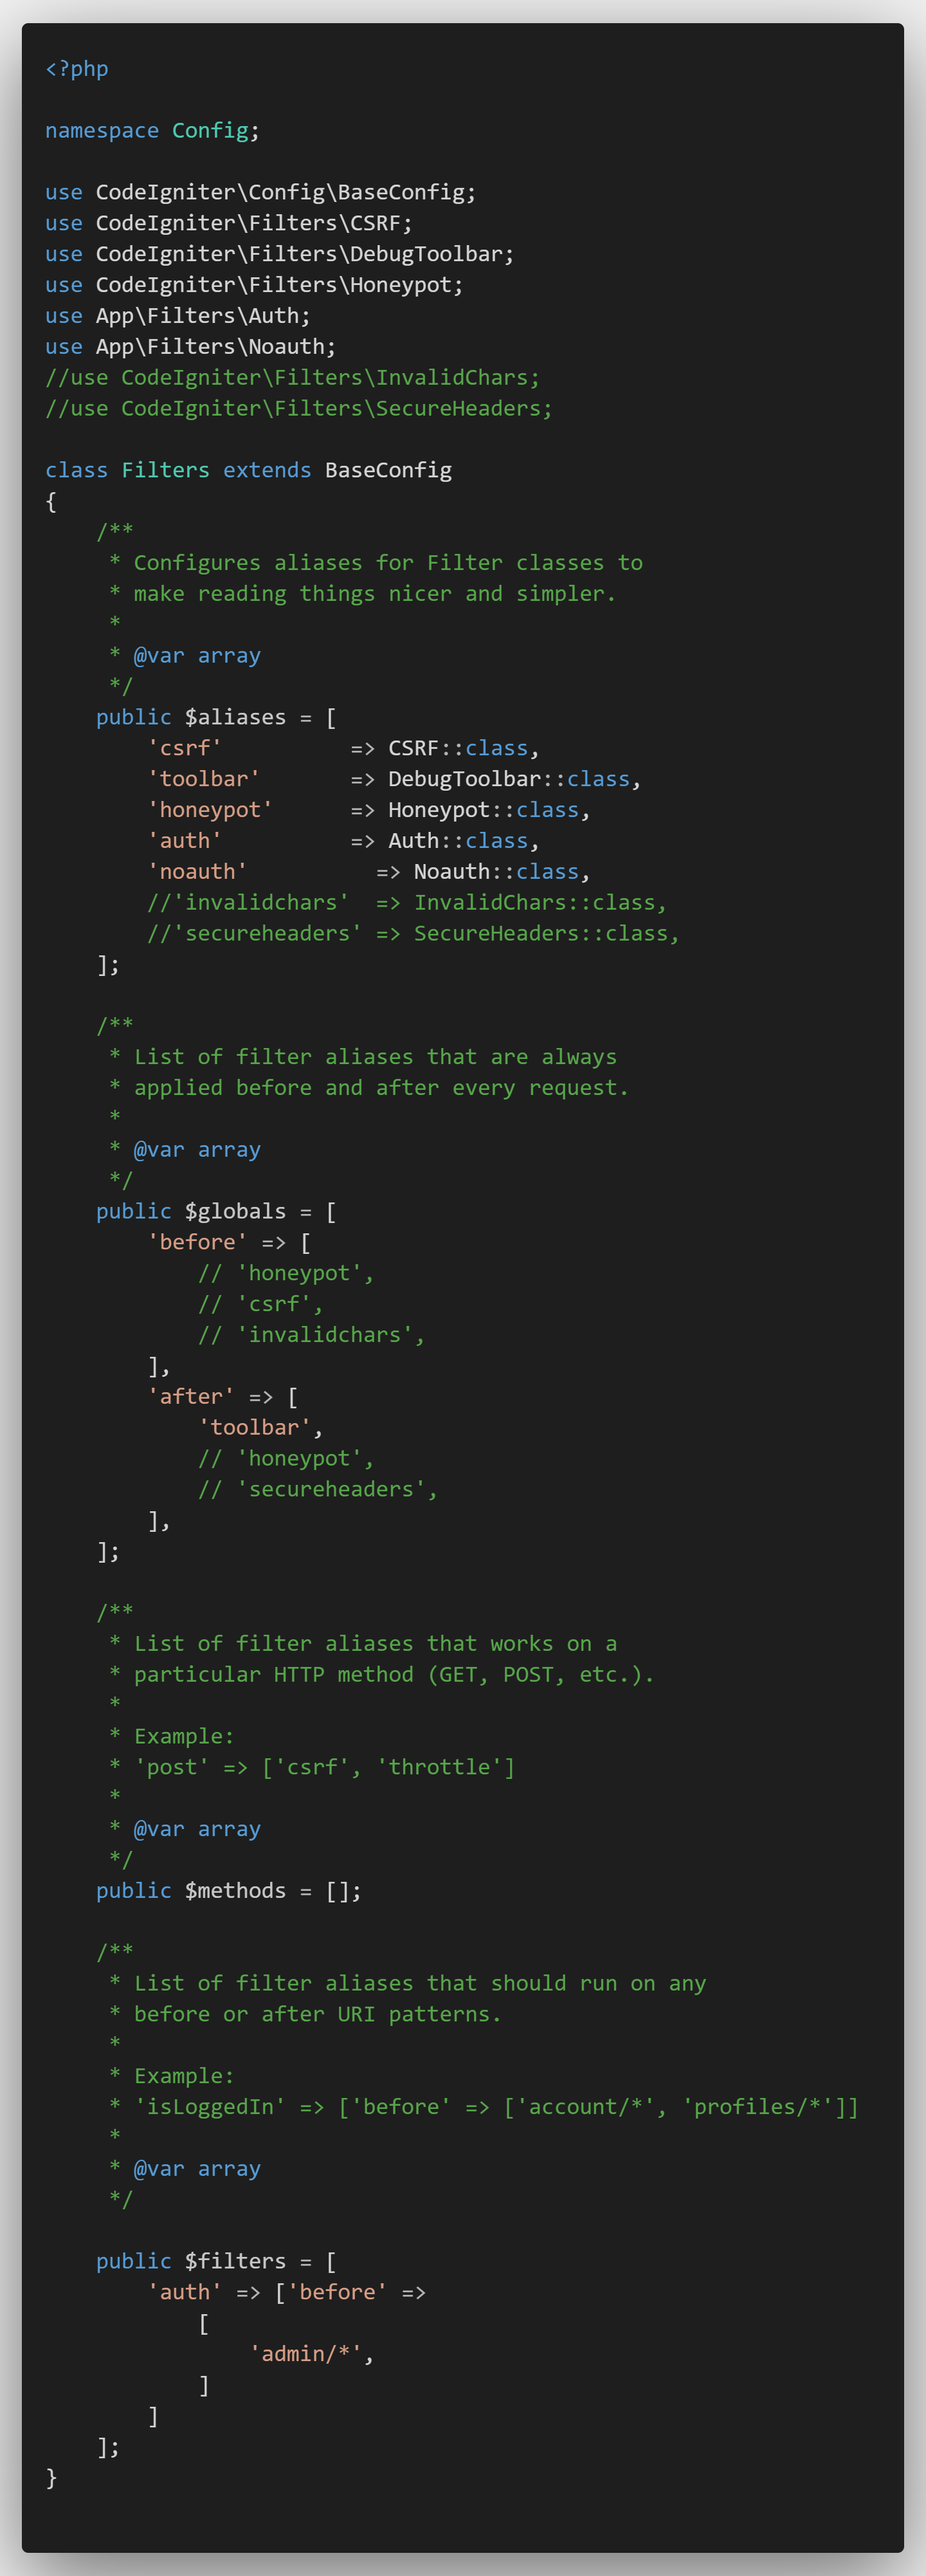 <?php

namespace Config;

use CodeIgniter\Config\BaseConfig;
use CodeIgniter\Filters\CSRF;
use CodeIgniter\Filters\DebugToolbar;
use CodeIgniter\Filters\Honeypot;
use App\Filters\Auth;
use App\Filters\Noauth;
//use CodeIgniter\Filters\InvalidChars;
//use CodeIgniter\Filters\SecureHeaders;

class Filters extends BaseConfig
{
    /**
     * Configures aliases for Filter classes to
     * make reading things nicer and simpler.
     *
     * @var array
     */
    public $aliases = [
        'csrf'          => CSRF::class,
        'toolbar'       => DebugToolbar::class,
        'honeypot'      => Honeypot::class,
        'auth'          => Auth::class,
        'noauth'          => Noauth::class,
        //'invalidchars'  => InvalidChars::class,
        //'secureheaders' => SecureHeaders::class,
    ];

    /**
     * List of filter aliases that are always
     * applied before and after every request.
     *
     * @var array
     */
    public $globals = [
        'before' => [
            // 'honeypot',
            // 'csrf',
            // 'invalidchars',
        ],
        'after' => [
            'toolbar',
            // 'honeypot',
            // 'secureheaders',
        ],
    ];

    /**
     * List of filter aliases that works on a
     * particular HTTP method (GET, POST, etc.).
     *
     * Example:
     * 'post' => ['csrf', 'throttle']
     *
     * @var array
     */
    public $methods = [];

    /**
     * List of filter aliases that should run on any
     * before or after URI patterns.
     *
     * Example:
     * 'isLoggedIn' => ['before' => ['account/*', 'profiles/*']]
     *
     * @var array
     */

    public $filters = [
        'auth' => ['before' =>
            [
                'admin/*',
            ]
        ]
    ];
}